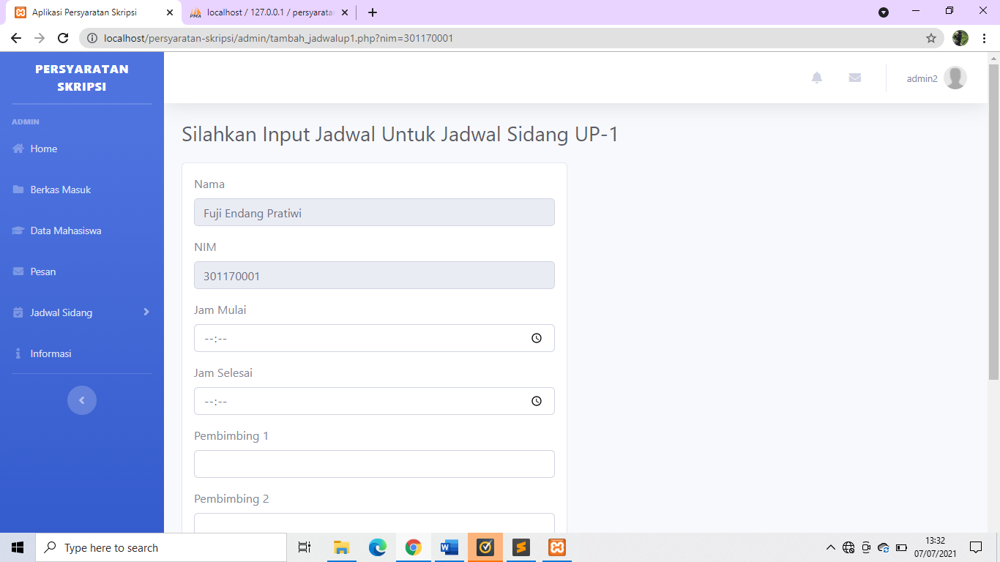 Aplikasi Persyaratan Skripsi
localhost / 127.0.0.1 / persyarata
localhost/persyaratan-skripsi/admin/tambah_jadwalup1.php?nim=301170001
PERSYARATAN
SKRIPSI
admin2
ADMIN
Home
Berkas Masuk
Data Mahasiswa
Pesan
Jadwal Sidang
Informasi
Silahkan Input Jadwal Untuk Jadwal Sidang UP-1
Nama
Fuji Endang Pratiwi
NIM
301170001
Jam Mulai
--:--
Jam Selesai
--:--
Pembimbing 1
Pembimbing 2
Type here to search
13:32
07/07/2021